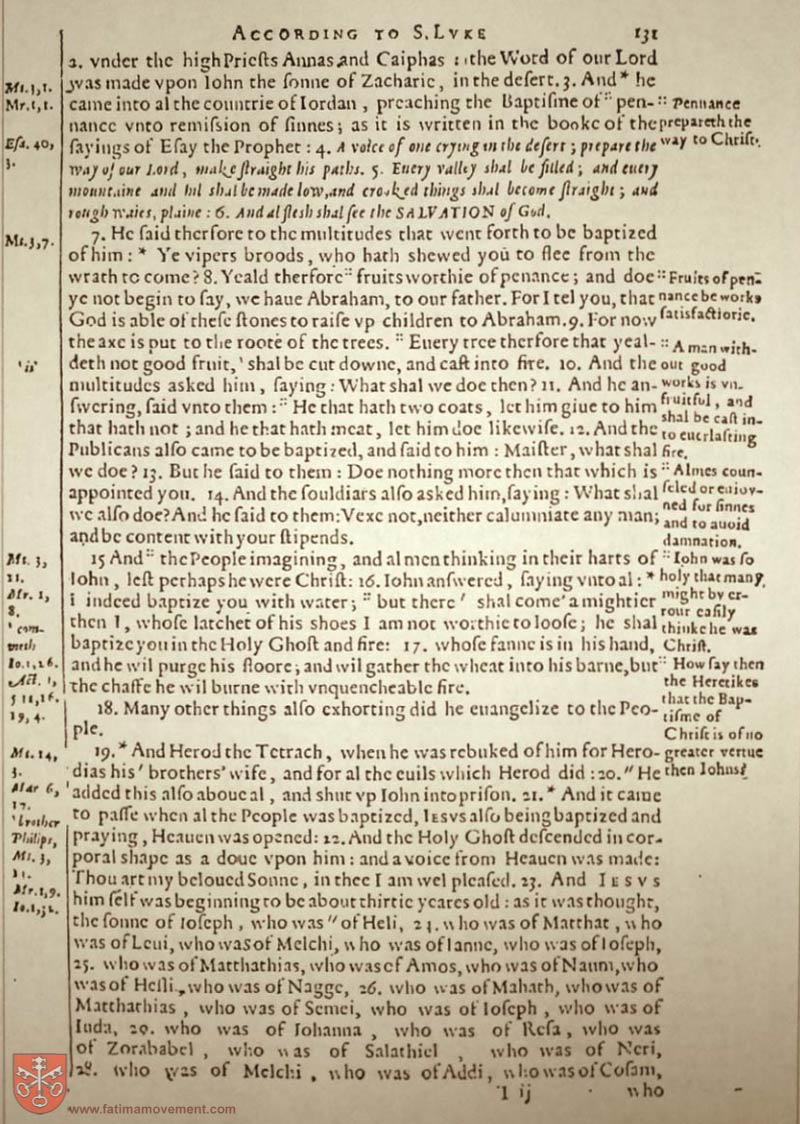 ACCORDING TO S. LVKE 131
2. vnder the high Prieſts Annas, and Caiphas :: the Word of our Lord
was made vpon Iohn the ſonne of Zacharie, in the deſert. 3. And * he
came into al the countrie of Iordan, preaching the Baptiſme of :: pen-
nance vnto remiſsion of ſinnes; as it is written in the booke of the
ſayings of Eſay the Prophet: 4. A voice of one crying in the deſert; prepare the
way of our Lord, make ſtraight his paths. 5. Euery valley shal be filled; and euery
mountaine and hil shal be made low, and crooked things shal become ſtraight; and
rough waies, plaine: 6. And al flesh shal ſee the SALVATION of God.
7. He ſaid therfore to the multitudes that went forth to be baptized
of him: * Ye vipers broods, who hath shewed you to flee from the
wrath to come? 8. Yeald therfore :: fruits worthie of penance; and doe
ye not begin to ſay, we haue Abraham, to our father. For I tel you, that
God is able of theſe ſtones to raiſe vp children to Abraham. 9. For now
the axe is put to the roote of the trees. :: Euery tree therfore that yeal-
deth not good fruit, ' shal be cut downe, and caſt into fire. 10. And the
multitudes asked him, ſaying: What shal we doe then? 11. And he an-
ſwering, ſaid vnto them: :: He that hath two coats, let him giue to him
that hath not; and he that hath meat, let him doe likewiſe. 12. And the
Publicans alſo came to be baptized, and ſaid to him: Maiſter, what shal
we doe? 13. But he ſaid to them: Doe nothing more then that which is
appointed you. 14. And the ſouldiars alſo asked him, ſaying: What shal
we alſo doe? And he ſaid to them: Vexe not, neither calumniate any man;
and be content with your ſtipends.
15 And :: the People imagining, and al men thinking in their harts of
Iohn, leſt perhaps he were Chriſt: 16. Iohn anſwered, ſaying vnto al: *
I indeed baptize you with water; :: but there ' shal come' a mightier
then I, whoſe latchet of his shoes I am not worthie to looſe; he shal
baptize you in the Holy Ghoſt and fire: 17. whoſe fanne is in his hand,
and he wil purge his floore; and wil gather the wheat into his barne, but
the chaffe he wil burne with vnquencheable fire.
18. Many other things alſo exhorting did he euangelize to the Peo-
ple.
19. * And Herod the Tetrach, when he was rebuked of him for Hero-
dias his ' brothers' wife, and for al the euils which Herod did: 20. " He
added this alſo aboue al, and shut vp Iohn into priſon. 21. * And it came
to paſſe when al the People was baptized, IESVS alſo being baptized and
praying, Heauen was opened: 22. And the Holy Ghoſt deſcended in cor-
poral shape as a doue vpon him: and a voice from Heauen was made:
Thou art my beloued Sonne, in thee I am wel pleaſed. 23. And IESVS
him ſelf was beginning to be about thirtie yeares old: as it was thought,
the ſonne of Ioſeph, who was " of Heli, 24. who was of Matthat, who
was of Leui, who was of Melchi, who was of Ianne, who was of Ioſeph,
25. who was of Matthathias, who was of Amos, who was of Naum, who
was of Heſli, who was of Nagge, 26. who was of Mahath, who was of
Matthathias, who was of Semei, who was of Ioſeph, who was of
Iuda, 29. who was of Iohanna, who was of Reſa, who was
of Zorababel, who was of Salathiel, who was of Neri,
28. who was of Melchi, who was of Addi, who was of Coſam,
I ij who
Mt. 3, 1.
Mr. 1, 1.
Eſa. 40,
3.
Mt. 3, 7.
Mt. 3,
11.
Mr. 1,
8.
Io. 1, 26.
Act. 1,
5 11, 16.
19, 4.
Mt. 14,
3.
Mar 6,
17.
Philips,
Mt. 3,
Mr. 1, 9.
Io. 1, 32.
:: Pennance
prepareth the
way to Chriſt.
:: Fruits of pen-
nance be works
ſatisfactorie.
:: A man with-
out good
works is vn-
fruitful, and
shal be caſt in-
to euerlaſting
fire.
:: Almes coun-
ſeled or enioy-
ned for ſinnes
and to auoid
damnation.
:: Iohn was ſo
holy that many
might by er-
rour eaſily
thinke he was
Chriſt.
:: How ſay then
the Heretikes
that the Bap-
tiſme of
Chriſt is of no
greater vertue
then Iohns?
www.fatimamovement.com